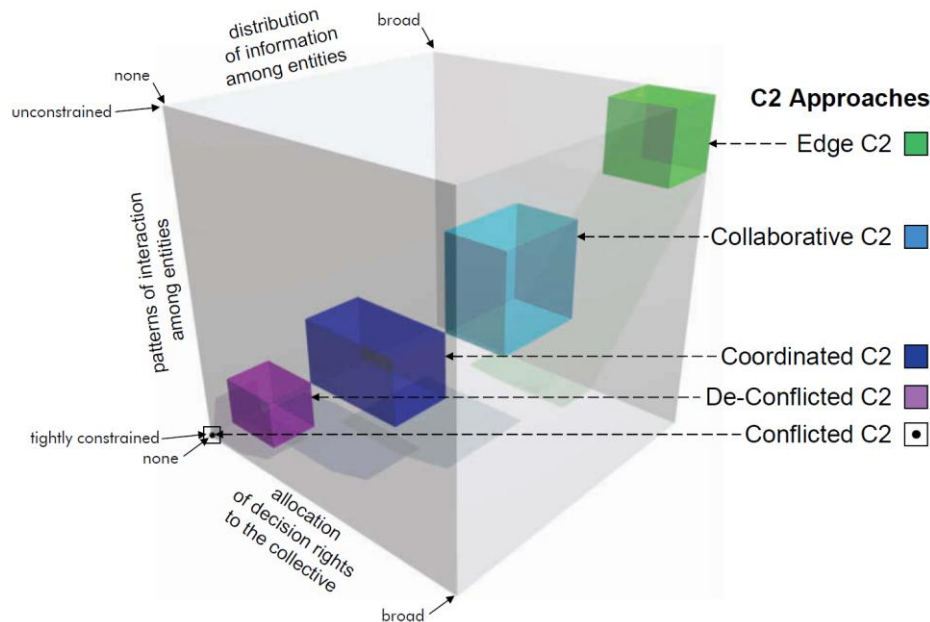 broad
distribution
of information
among entities
none
unconstrained
C2 Approaches
Edge C2
Collaborative C2
patterns of interaction
among entities
Coordinated C2
De-Conflicted C2
tightly constrained
Conflicted C2
none
allocation
of decision rights
to the collective
broad